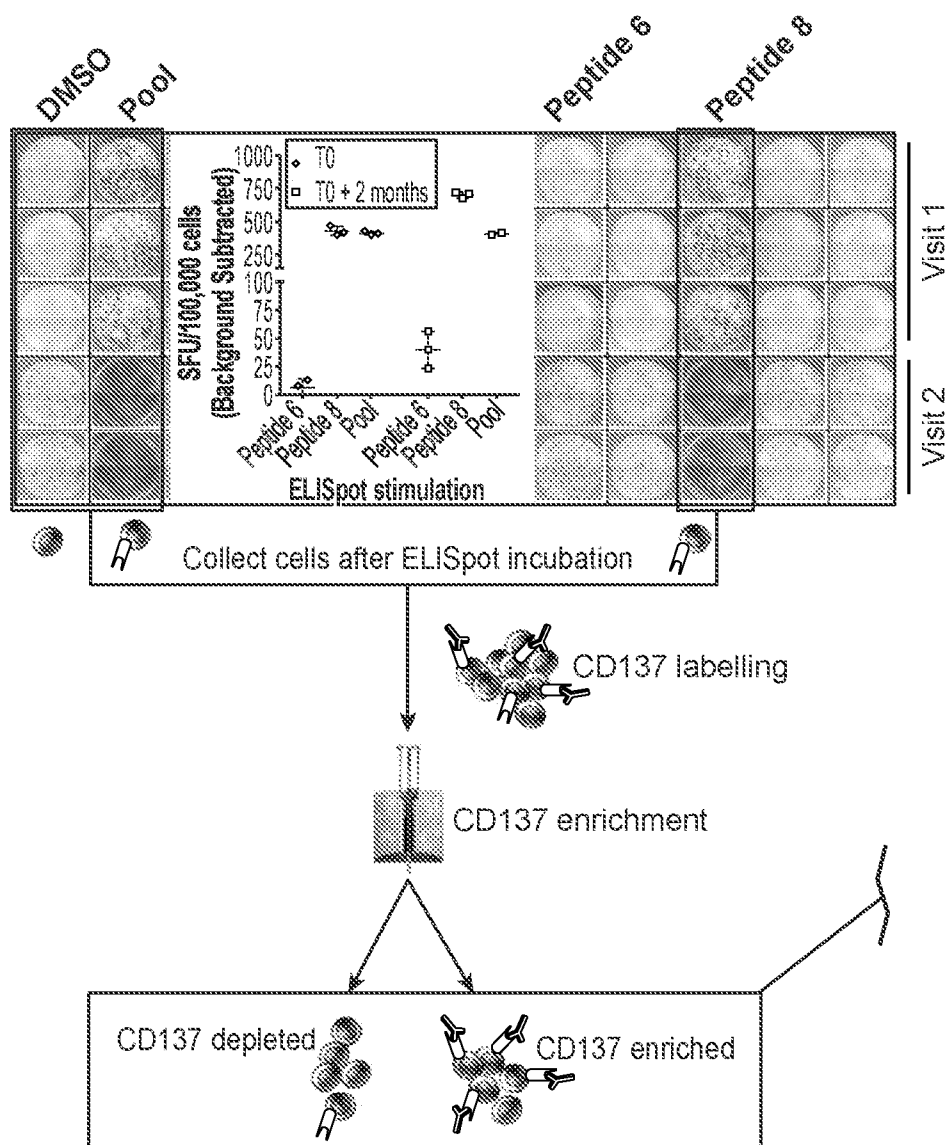 DMSO
Pool
Peptide 6
Peptide 8
T0
T0 + 2 months
SFU/100,000 cells
(Background Subtracted)
1000
750
500
250
100
75
50
25
0
Peptide 6
Peptide 8
Pool
Peptide 6
Peptide 8
Pool
ELISpot stimulation
Visit 1
Visit 2
Collect cells after ELISpot incubation
CD137 labelling
CD137 enrichment
CD137 depleted
CD137 enriched